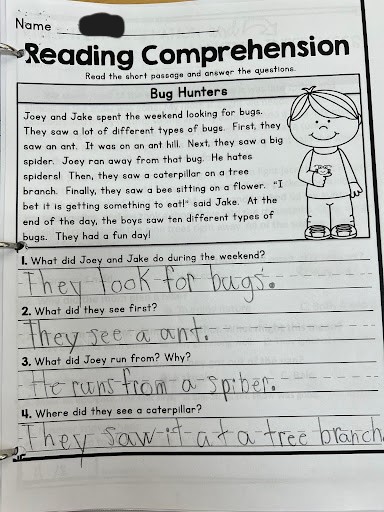 Name
Reading Comprehension
Read the short passage and answer the questions.
Bug Hunters
Joey and Jake spent the weekend looking for bugs.
They saw a lot of different types of bugs. First, they
saw an ant. It was on an ant hill. Next, they saw a big
spider. Joey ran away from that bug. He hates
spiders! Then, they saw a caterpillar on a tree
branch. Finally, they saw a bee sitting on a flower. "I
bet it is getting something to eat!" said Jake. At the
end of the day, the boys saw ten different types of
bugs. They had a fun day!
1. What did Joey and Jake do during the weekend?
They look for bugs.
2. What did they see first?
They see a ant.
3. What did Joey run from? Why?
He runs from a spiber.
4. Where did they see a caterpillar?
They saw it at a tree branch.